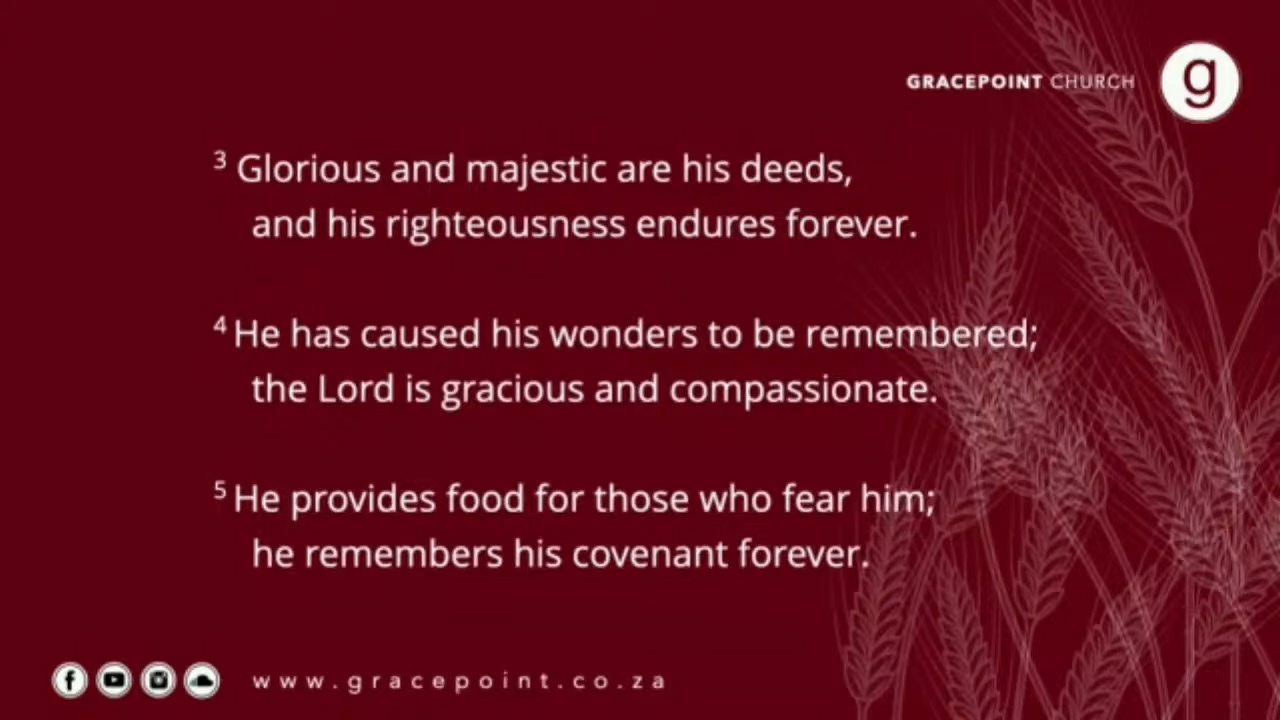 GRACEPOINT CHURCH g
3 Glorious and majestic are his deeds,
and his righteousness endures forever.
4 He has caused his wonders to be remembered;
the Lord is gracious and compassionate.
5 He provides food for those who fear him;
he remembers his covenant forever.
www.gracepoint.co.za